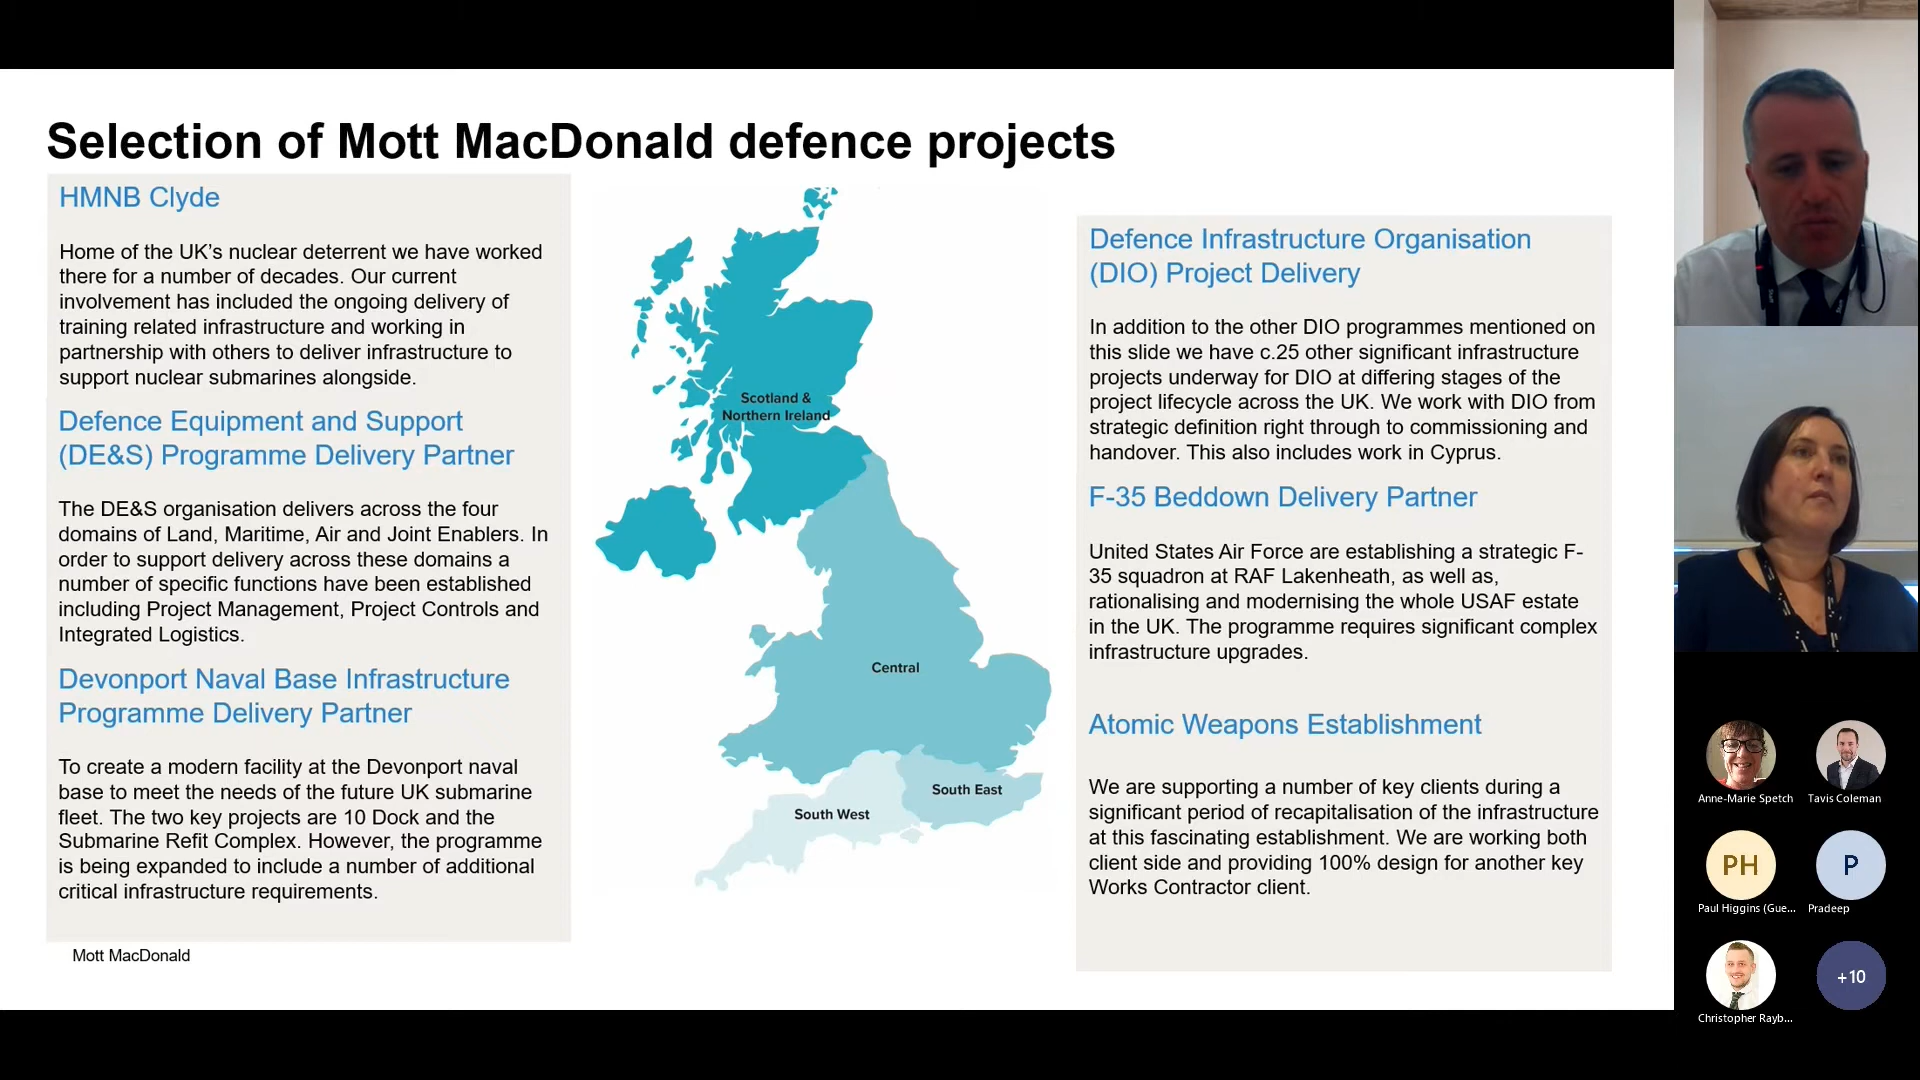 Selection of Mott MacDonald defence projects
HMNB Clyde
Home of the UK's nuclear deterrent we have worked
there for a number of decades. Our current
involvement has included the ongoing delivery of
training related infrastructure and working in
partnership with others to deliver infrastructure to
support nuclear submarines alongside.
Defence Equipment and Support
(DE&S) Programme Delivery Partner
The DE&S organisation delivers across the four
domains of Land, Maritime, Air and Joint Enablers. In
order to support delivery across these domains a
number of specific functions have been established
including Project Management, Project Controls and
Integrated Logistics.
Devonport Naval Base Infrastructure
Programme Delivery Partner
To create a modern facility at the Devonport naval
base to meet the needs of the future UK submarine
fleet. The two key projects are 10 Dock and the
Submarine Refit Complex. However, the programme
is being expanded to include a number of additional
critical infrastructure requirements.
Mott MacDonald
Scotland &
Northern Ireland
Central
South East
South West
Defence Infrastructure Organisation
(DIO) Project Delivery
In addition to the other DIO programmes mentioned on
this slide we have c.25 other significant infrastructure
projects underway for DIO at differing stages of the
project lifecycle across the UK. We work with DIO from
strategic definition right through to commissioning and
handover. This also includes work in Cyprus.
F-35 Beddown Delivery Partner
United States Air Force are establishing a strategic F-
35 squadron at RAF Lakenheath, as well as,
rationalising and modernising the whole USAF estate
in the UK. The programme requires significant complex
infrastructure upgrades.
Atomic Weapons Establishment
We are supporting a number of key clients during a
significant period of recapitalisation of the infrastructure
at this fascinating establishment. We are working both
client side and providing 100% design for another key
Works Contractor client.
Anne-Marie Spetch
Tavis Coleman
PH
P
Paul Higgins (Gue...
Pradeep
+10
Christopher Rayb...